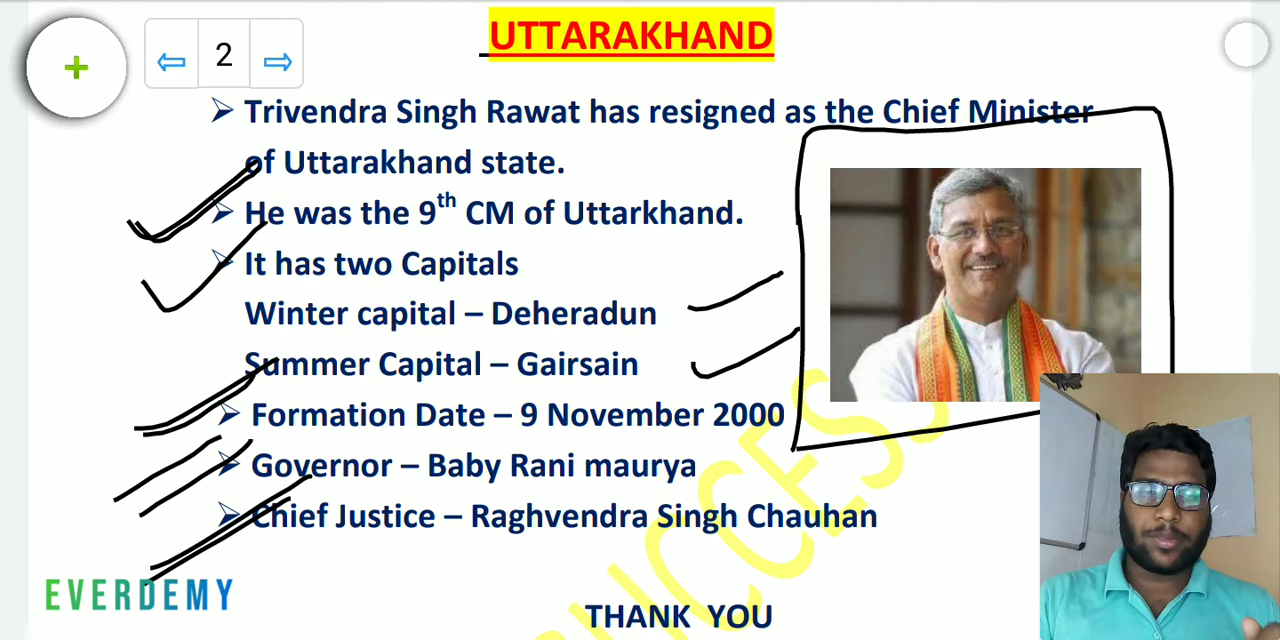 UTTARAKHAND
2
➢ Trivendra Singh Rawat has resigned as the Chief Minister
of Uttarakhand state.
➢ He was the 9th CM of Uttarkhand.
➢ It has two Capitals
Winter capital – Deheradun
Summer Capital – Gairsain
➢ Formation Date – 9 November 2000
➢ Governor – Baby Rani maurya
➢ Chief Justice – Raghvendra Singh Chauhan
EVERDEMY
THANK YOU